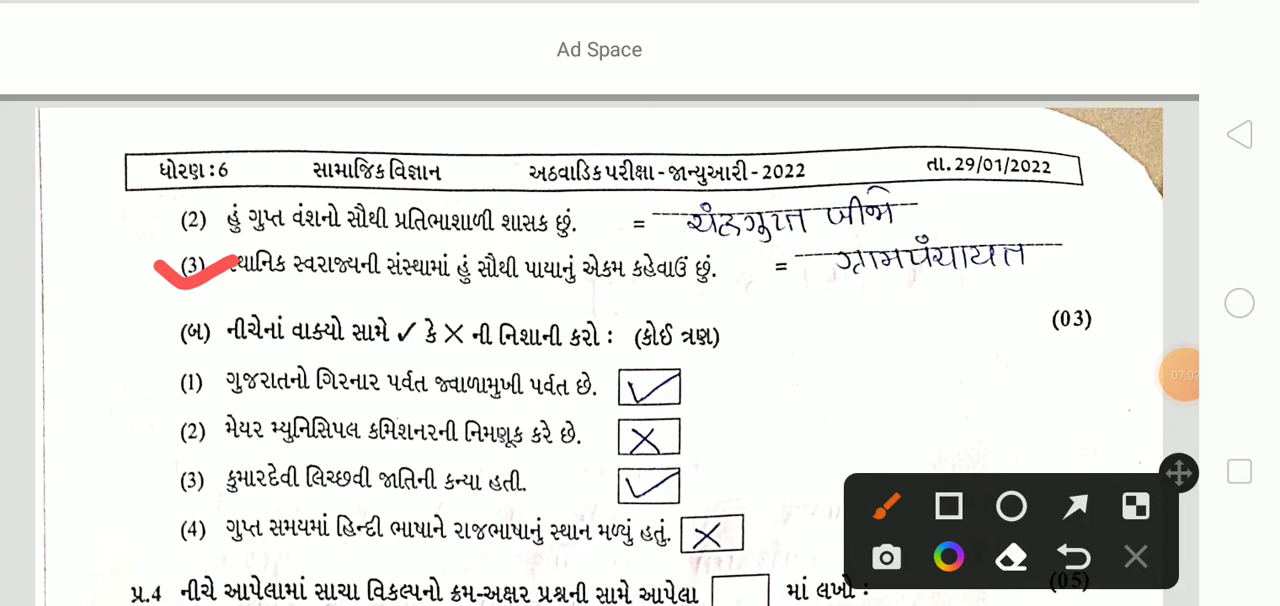 Ad Space
ધોરણ : 6 સામાજિક વિજ્ઞાન અઠવાડિક પરીક્ષા - જાન્યુઆરી - 2022 તા. 29/01/2022
(2) હું ગુપ્ત વંશનો સૌથી પ્રતિભાશાળી શાસક છું. = ચંદ્રગુપ્ત બીજો
(3) સ્થાનિક સ્વરાજ્યની સંસ્થામાં હું સૌથી પાયાનું એકમ કહેવાઉં છું. = ગ્રામપંચાયત
(બ) નીચેનાં વાક્યો સામે ✓ કે ✗ ની નિશાની કરો : (કોઈ ત્રણ) (03)
(1) ગુજરાતનો ગિરનાર પર્વત જ્વાળામુખી પર્વત છે. ✓
(2) મેયર મ્યુનિસિપલ કમિશનરની નિમણૂક કરે છે. ✗
(3) કુમારદેવી લિચ્છવી જાતિની કન્યા હતી. ✓
(4) ગુપ્ત સમયમાં હિન્દી ભાષાને રાજભાષાનું સ્થાન મળ્યું હતું. ✗
પ્ર.4 નીચે આપેલામાં સાચા વિકલ્પનો ક્રમ-અક્ષર પ્રશ્નની સામે આપેલા માં લખો : (05)
07:02